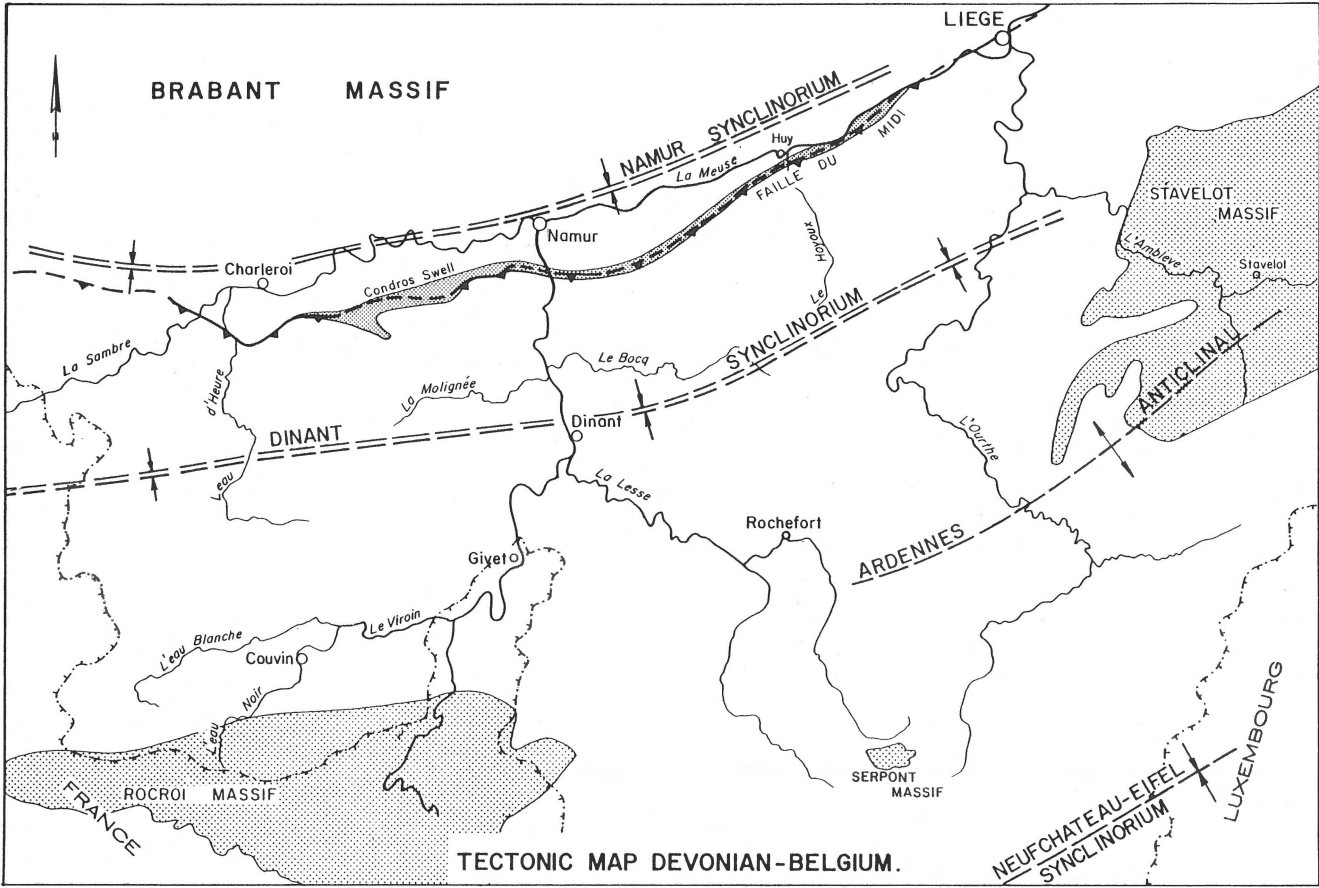 LIEGE
BRABANT MASSIF
NAMUR SYNCLINORIUM
Huy
MIDI
La Meuse
FAILLE DU
STAVELOT
MASSIF
Namur
Le Hoyoux
L'Amblève
Stavelot
Charleroi
Condros Swell
La Sambre
SYNCLINORIUM
Le Bocq
L'eau d'Heure
La Molignée
ANTICLINAL
DINANT
Dinant
L'Ourthe
La Lesse
Rochefort
ARDENNES
Givet
Le Viroin
L'eau Blanche
Couvin
L'eau Noir
LUXEMBOURG
SERPONT
MASSIF
ROCROI MASSIF
FRANCE
NEUFCHATEAU-EIFEL
SYNCLINORIUM
TECTONIC MAP DEVONIAN-BELGIUM.